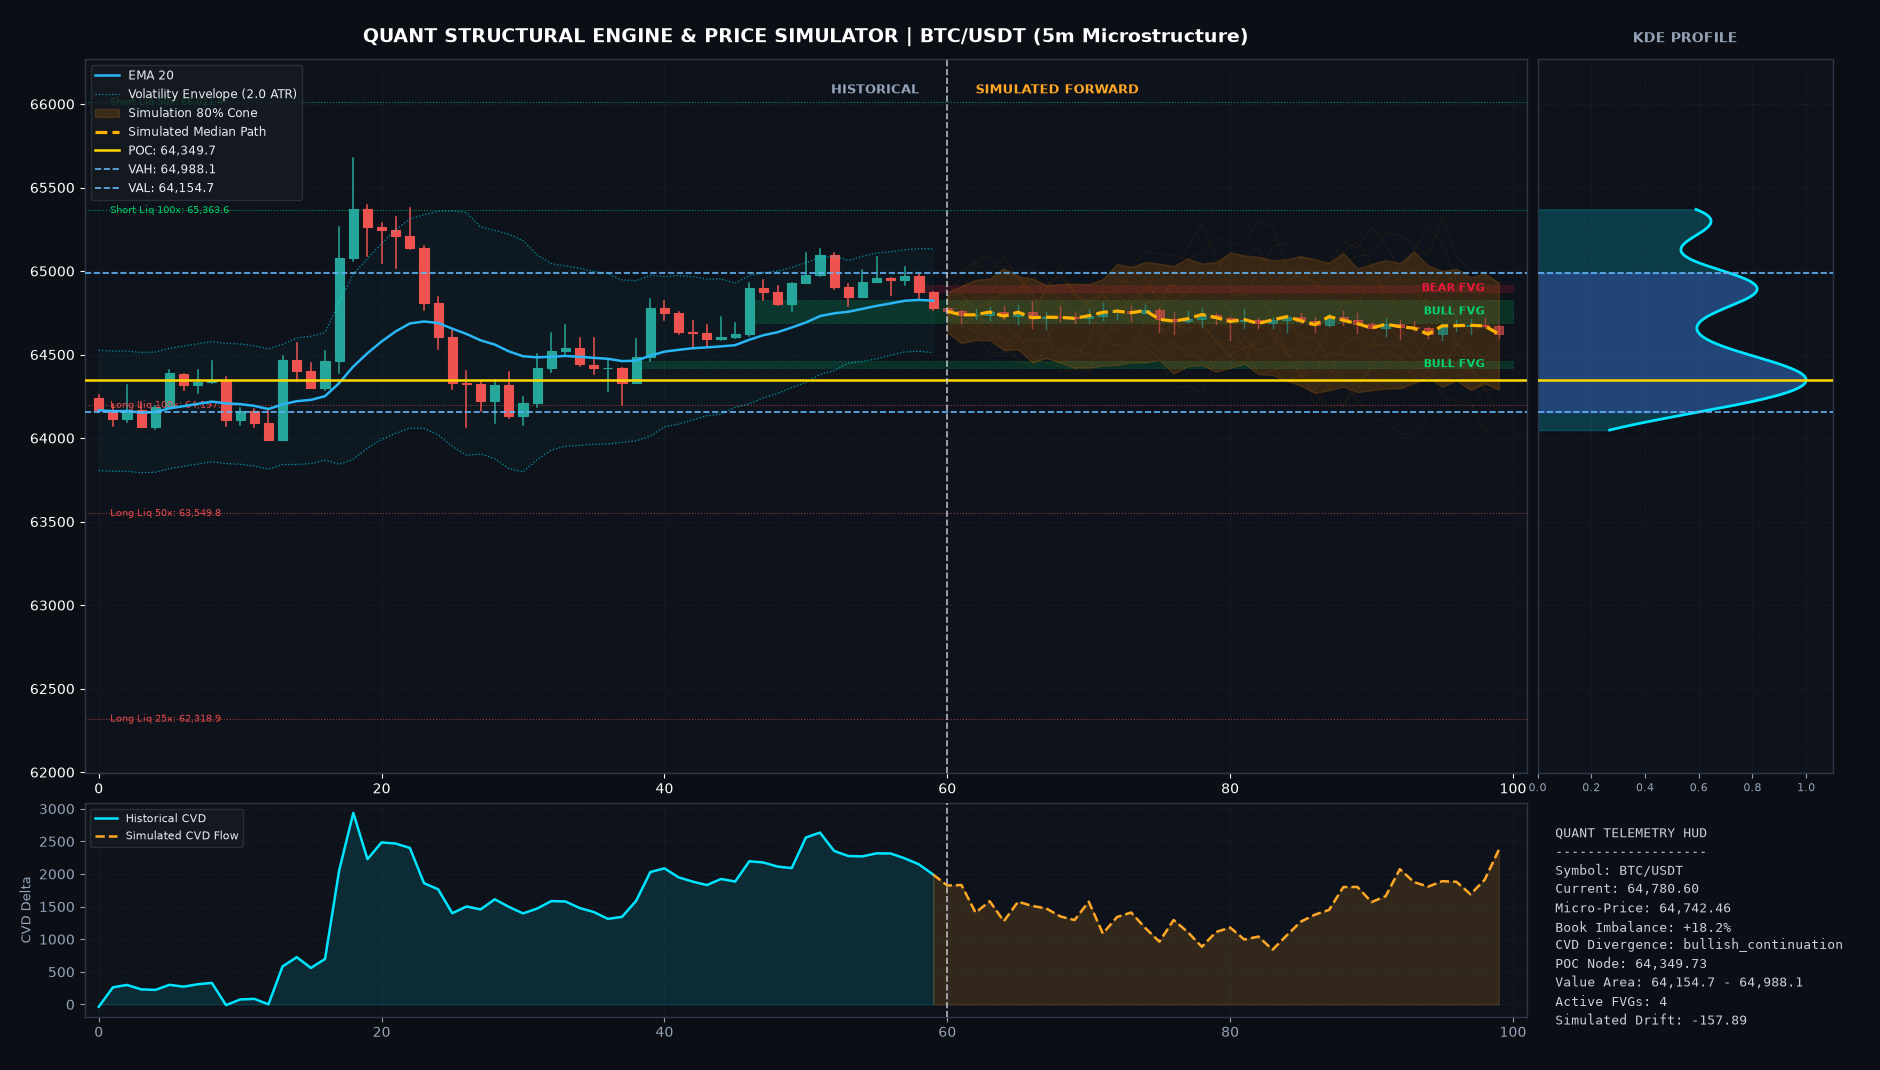 QUANT STRUCTURAL ENGINE & PRICE SIMULATOR | BTC/USDT (5m Microstructure)
KDE PROFILE
EMA 20
Volatility Envelope (2.0 ATR)
Simulation 80% Cone
Simulated Median Path
POC: 64,349.7
VAH: 64,988.1
VAL: 64,154.7
HISTORICAL
SIMULATED FORWARD
Short Liq 100x: 65,363.6
BEAR FVG
BULL FVG
BULL FVG
Long Liq 100x: 64,197.
Long Liq 50x: 63,549.8
Long Liq 25x: 62,318.9
66000
65500
65000
64500
64000
63500
63000
62500
62000
0
20
40
60
80
100
0.0
0.2
0.4
0.6
0.8
1.0
Historical CVD
Simulated CVD Flow
CVD Delta
3000
2500
2000
1500
1000
500
0
0
20
40
60
80
100
QUANT TELEMETRY HUD
-------------------
Symbol: BTC/USDT
Current: 64,780.60
Micro-Price: 64,742.46
Book Imbalance: +18.2%
CVD Divergence: bullish_continuation
POC Node: 64,349.73
Value Area: 64,154.7 - 64,988.1
Active FVGs: 4
Simulated Drift: -157.89